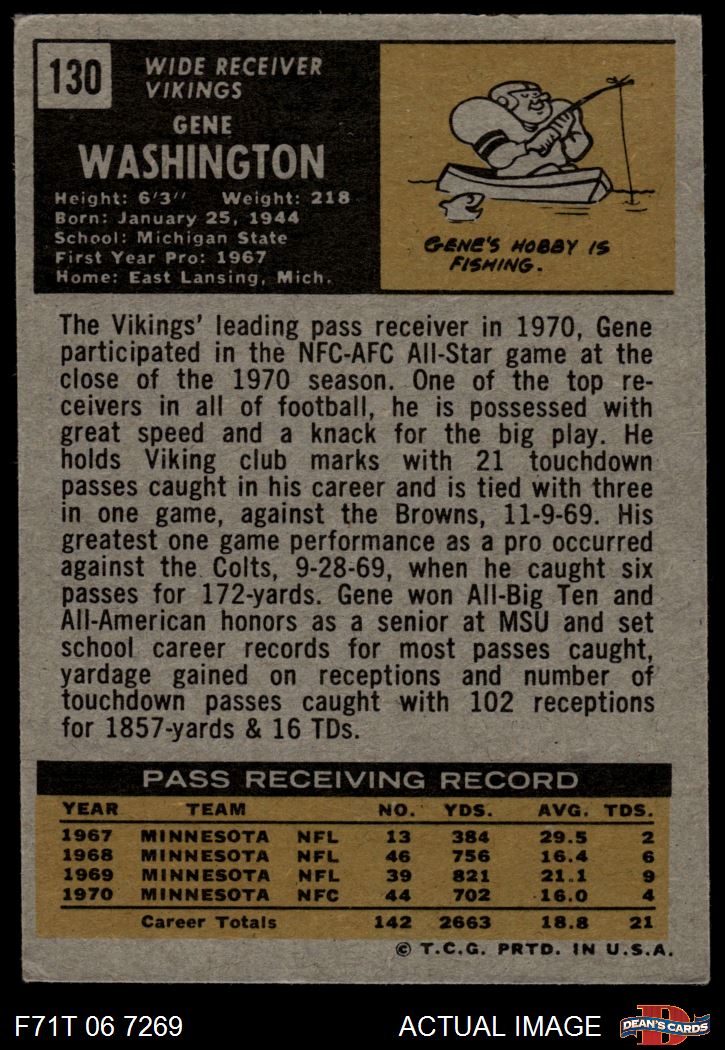 130
WIDE RECEIVER
VIKINGS
GENE
WASHINGTON
Height: 6'3" Weight: 218
Born: January 25, 1944
School: Michigan State
First Year Pro: 1967
Home: East Lansing, Mich.
GENE'S HOBBY IS
FISHING.
The Vikings' leading pass receiver in 1970, Gene
participated in the NFC-AFC All-Star game at the
close of the 1970 season. One of the top re-
ceivers in all of football, he is possessed with
great speed and a knack for the big play. He
holds Viking club marks with 21 touchdown
passes caught in his career and is tied with three
in one game, against the Browns, 11-9-69. His
greatest one game performance as a pro occurred
against the Colts, 9-28-69, when he caught six
passes for 172-yards. Gene won All-Big Ten and
All-American honors as a senior at MSU and set
school career records for most passes caught,
yardage gained on receptions and number of
touchdown passes caught with 102 receptions
for 1857-yards & 16 TDs.
PASS RECEIVING RECORD
YEAR TEAM NO. YDS. AVG. TDS.
1967 MINNESOTA NFL 13 384 29.5 2
1968 MINNESOTA NFL 46 756 16.4 6
1969 MINNESOTA NFL 39 821 21.1 9
1970 MINNESOTA NFC 44 702 16.0 4
Career Totals 142 2663 18.8 21
© T.C.G. PRTD. IN U.S.A.
F71T 06 7269 ACTUAL IMAGE D DEAN'S CARDS